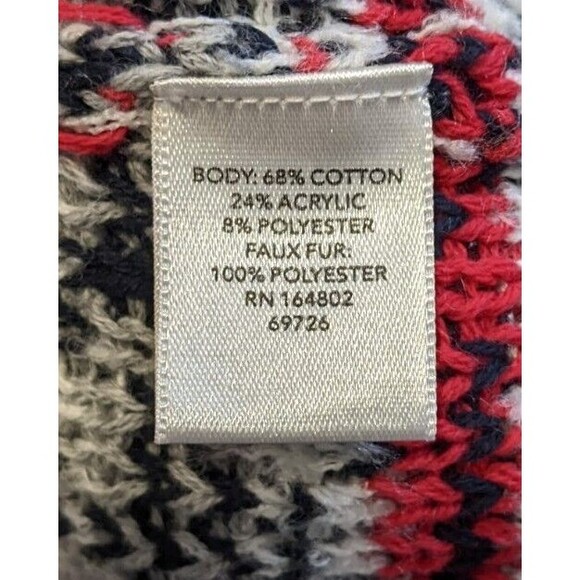 BODY: 68% COTTON
24% ACRYLIC
8% POLYESTER
FAUX FUR:
100% POLYESTER
RN 164802
69726